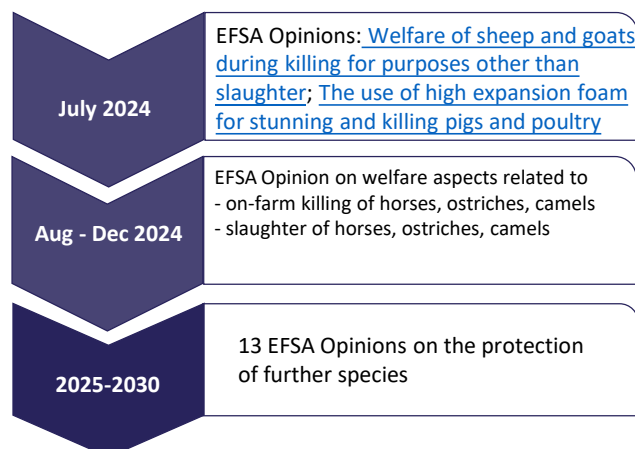 July 2024
EFSA Opinions: Welfare of sheep and goats
during killing for purposes other than
slaughter; The use of high expansion foam
for stunning and killing pigs and poultry
Aug - Dec 2024
EFSA Opinion on welfare aspects related to
- on-farm killing of horses, ostriches, camels
- slaughter of horses, ostriches, camels
2025-2030
13 EFSA Opinions on the protection
of further species